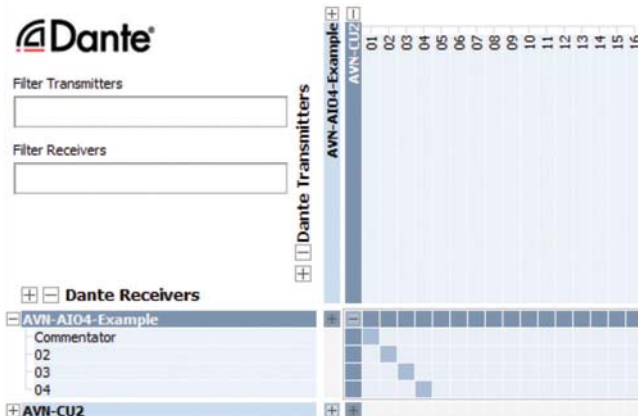 Dante®
Filter Transmitters
Filter Receivers
Dante Transmitters
AVN-AIO4-Example
AVN-CU2
01
02
03
04
05
06
07
08
09
10
11
12
13
14
15
16
Dante Receivers
AVN-AIO4-Example
Commentator
02
03
04
AVN-CU2